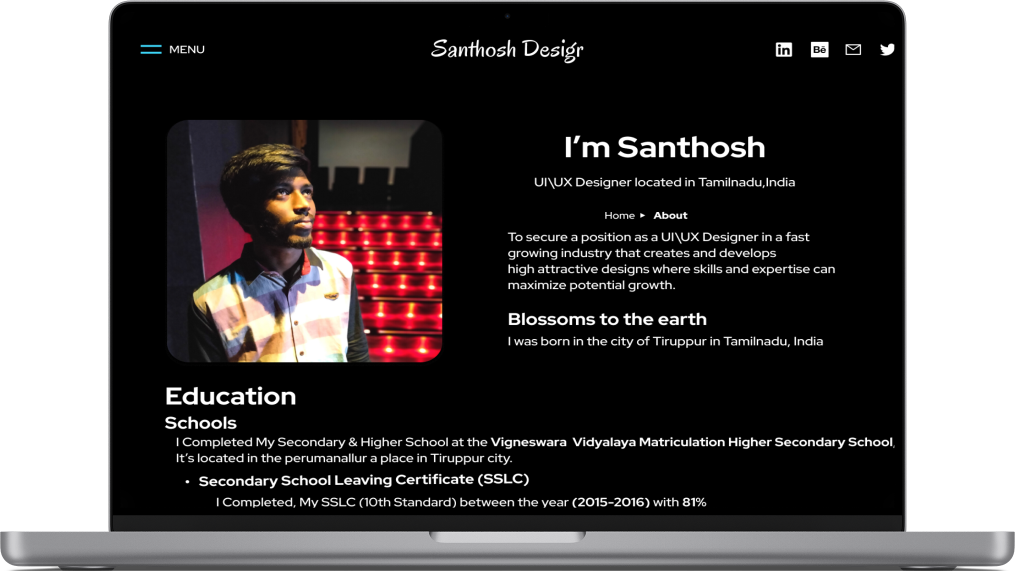 MENU
Santhosh Desigr
in
Bē
I’m Santhosh
UI\UX Designer located in Tamilnadu,India
Home ▸ About
To secure a position as a UI\UX Designer in a fast
growing industry that creates and develops
high attractive designs where skills and expertise can
maximize potential growth.
Blossoms to the earth
I was born in the city of Tiruppur in Tamilnadu, India
Education
Schools
I Completed My Secondary & Higher School at the Vigneswara Vidyalaya Matriculation Higher Secondary School,
It’s located in the perumanallur a place in Tiruppur city.
• Secondary School Leaving Certificate (SSLC)
I Completed, My SSLC (10th Standard) between the year (2015-2016) with 81%